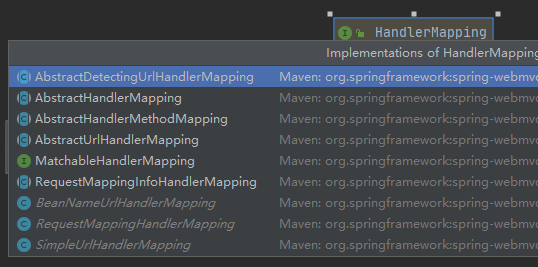 HandlerMapping
Implementations of HandlerMapping
AbstractDetectingUrlHandlerMapping Maven: org.springframework:spring-webmvc
AbstractHandlerMapping Maven: org.springframework:spring-webmvc
AbstractHandlerMethodMapping Maven: org.springframework:spring-webmvc
AbstractUrlHandlerMapping Maven: org.springframework:spring-webmvc
MatchableHandlerMapping Maven: org.springframework:spring-webmvc
RequestMappingInfoHandlerMapping Maven: org.springframework:spring-webmvc
BeanNameUrlHandlerMapping Maven: org.springframework:spring-webmvc
RequestMappingHandlerMapping Maven: org.springframework:spring-webmvc
SimpleUrlHandlerMapping Maven: org.springframework:spring-webmvc